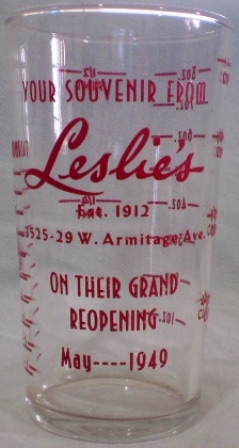 YOUR SOUVENIR FROM
Leslie's
Est. 1912
3525-29 W. Armitage Ave.
ON THEIR GRAND
REOPENING
May----1949